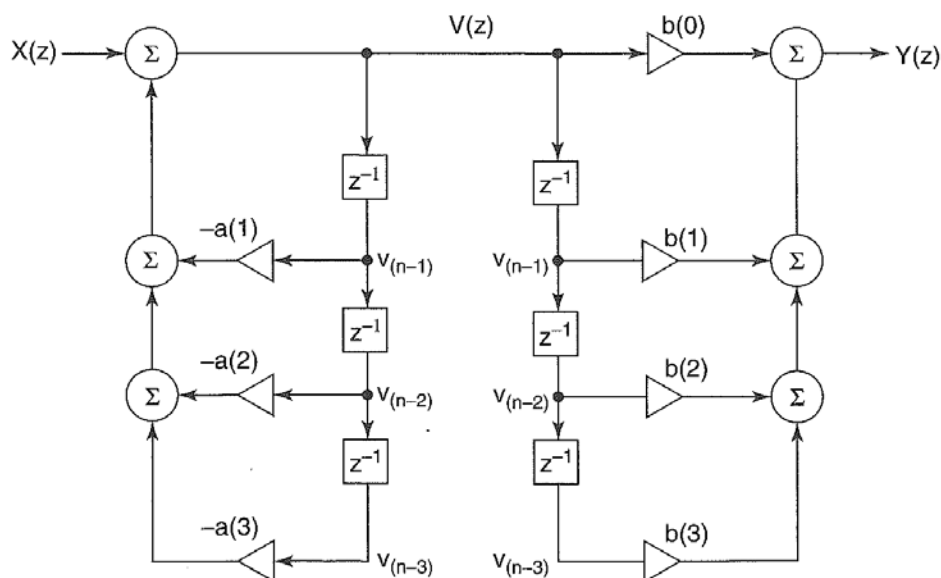 V(z) b(0)
X(z) Σ Σ Y(z)
z⁻¹ z⁻¹
–a(1) b(1)
Σ v(n–1) v(n–1) Σ
z⁻¹ z⁻¹
–a(2) b(2)
Σ v(n–2) v(n–2) Σ
z⁻¹ z⁻¹
–a(3) b(3)
v(n–3) v(n–3)